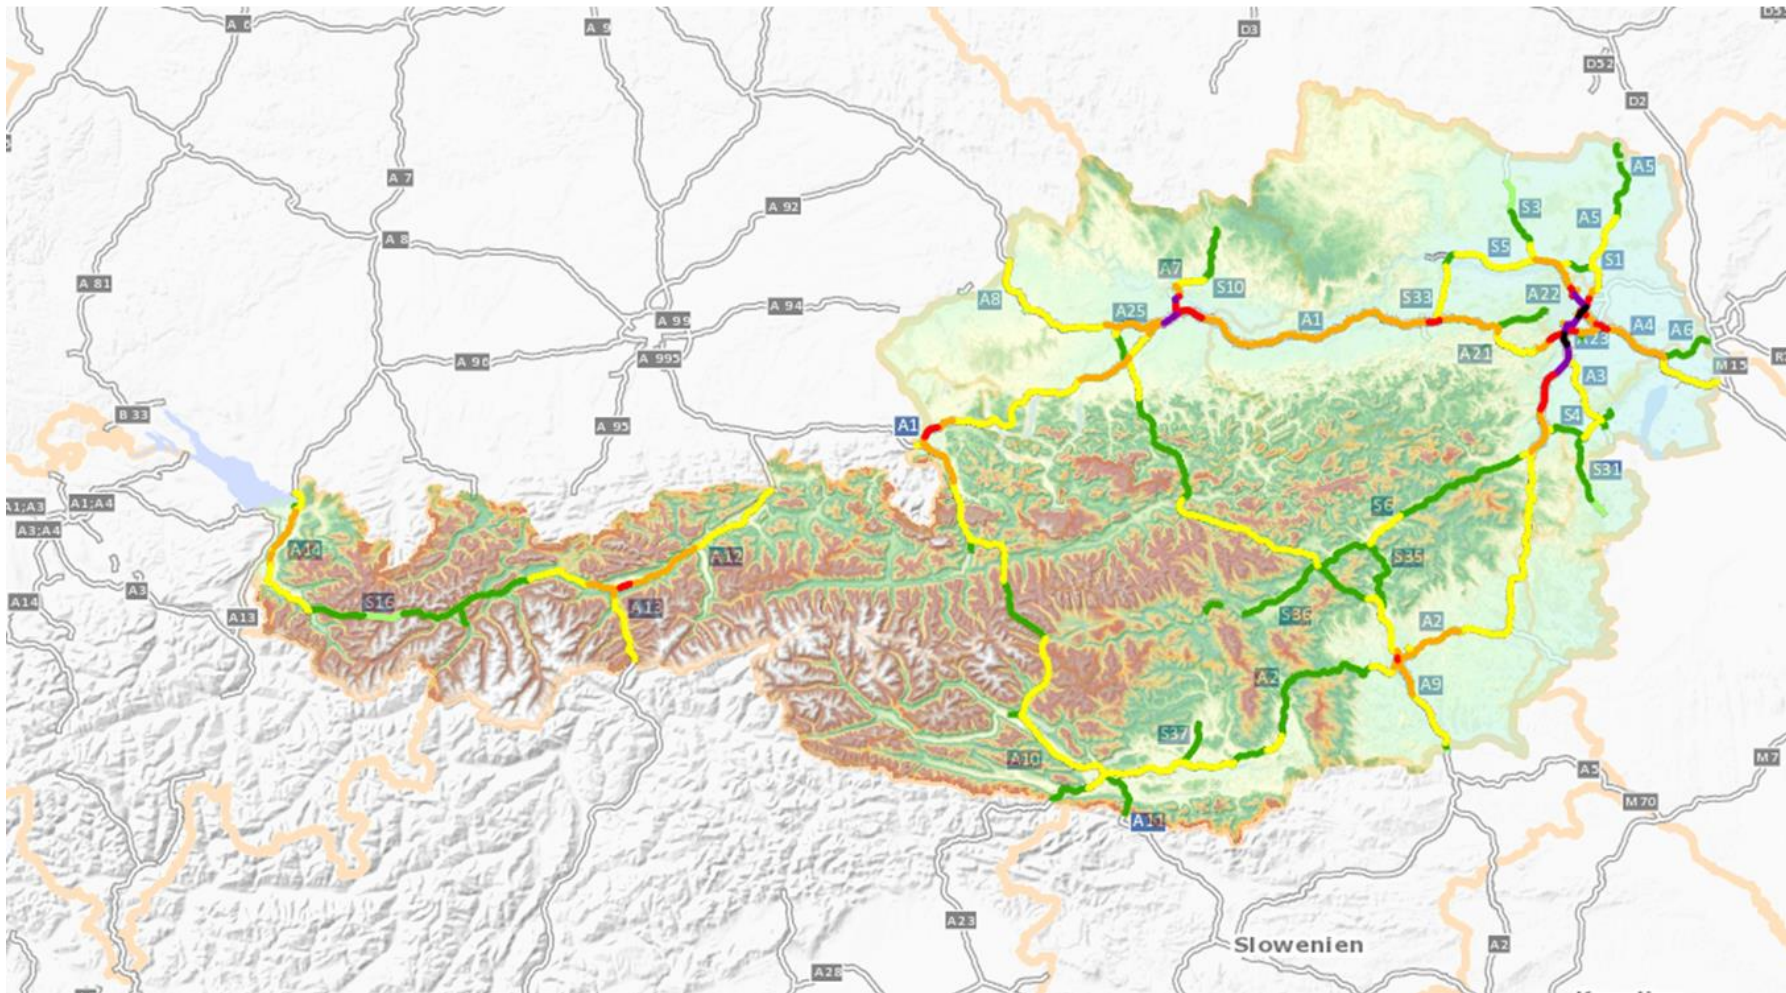 A 9
D3
D52
D2
A 7
A5
A 92
S3
A 8
A5
S5
S1
A7
A 81
S10
A8
S33
A22
A 94
A25
A 99
A1
A4
A6
A23
A 995
A21
A 96
M15
A3
B 33
A1
S4
A 95
S31
A1;A4
A1;A3
S6
A3;A4
A14
A12
S35
A3
A14
S16
A13
A13
S36
A2
A2
A9
S37
A10
M7
A5
M70
A11
A23
Slowenien
A2
A28